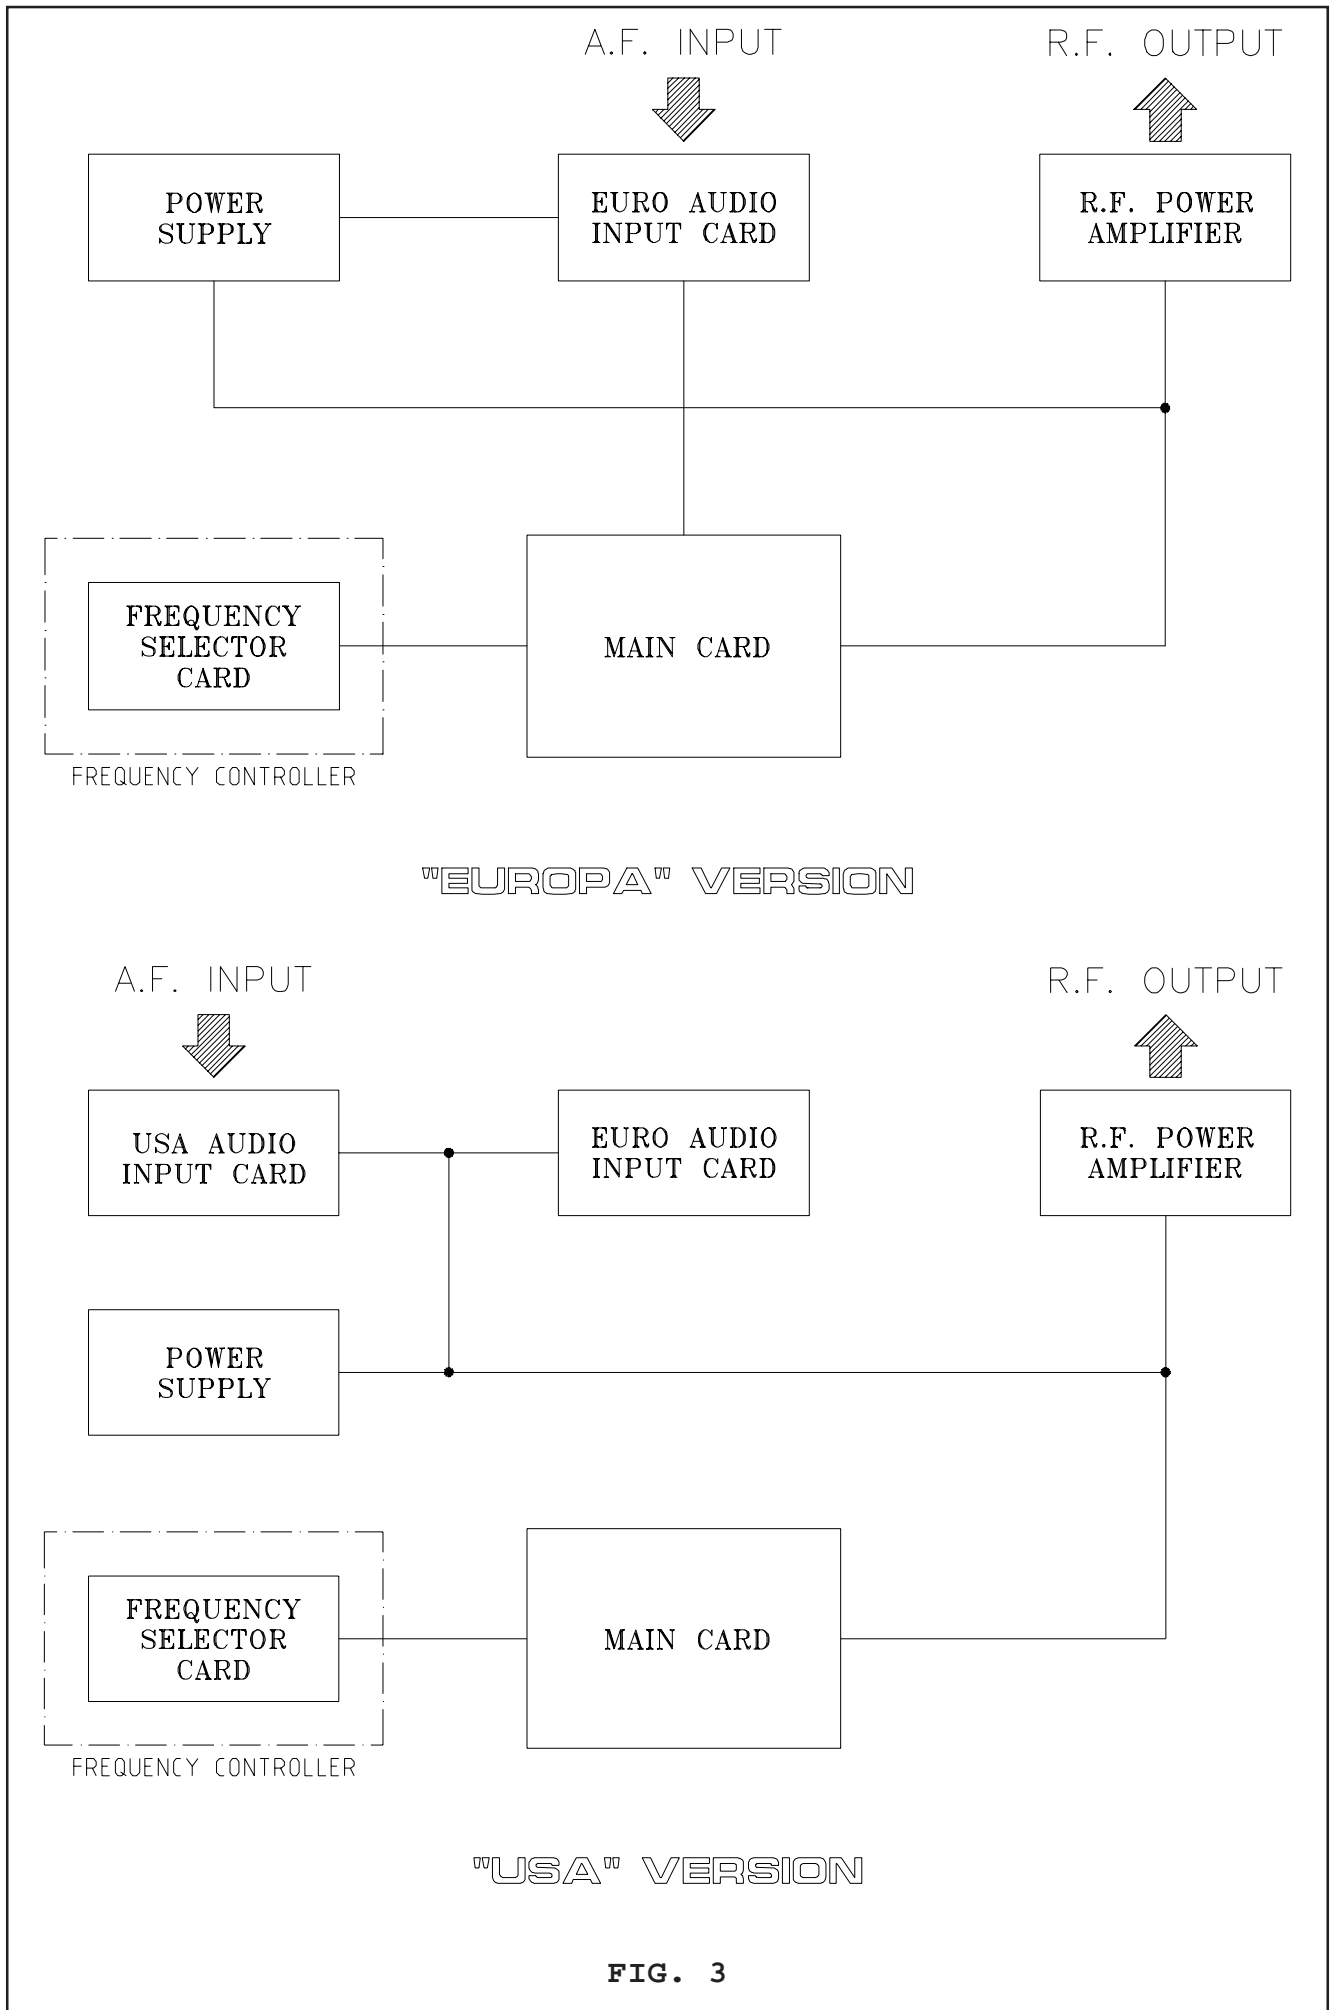 A.F. INPUT
R.F. OUTPUT
POWER
SUPPLY
EURO AUDIO
INPUT CARD
R.F. POWER
AMPLIFIER
FREQUENCY
SELECTOR
CARD
MAIN CARD
FREQUENCY CONTROLLER
"EUROPA" VERSION
A.F. INPUT
R.F. OUTPUT
USA AUDIO
INPUT CARD
EURO AUDIO
INPUT CARD
R.F. POWER
AMPLIFIER
POWER
SUPPLY
FREQUENCY
SELECTOR
CARD
MAIN CARD
FREQUENCY CONTROLLER
"USA" VERSION
FIG. 3